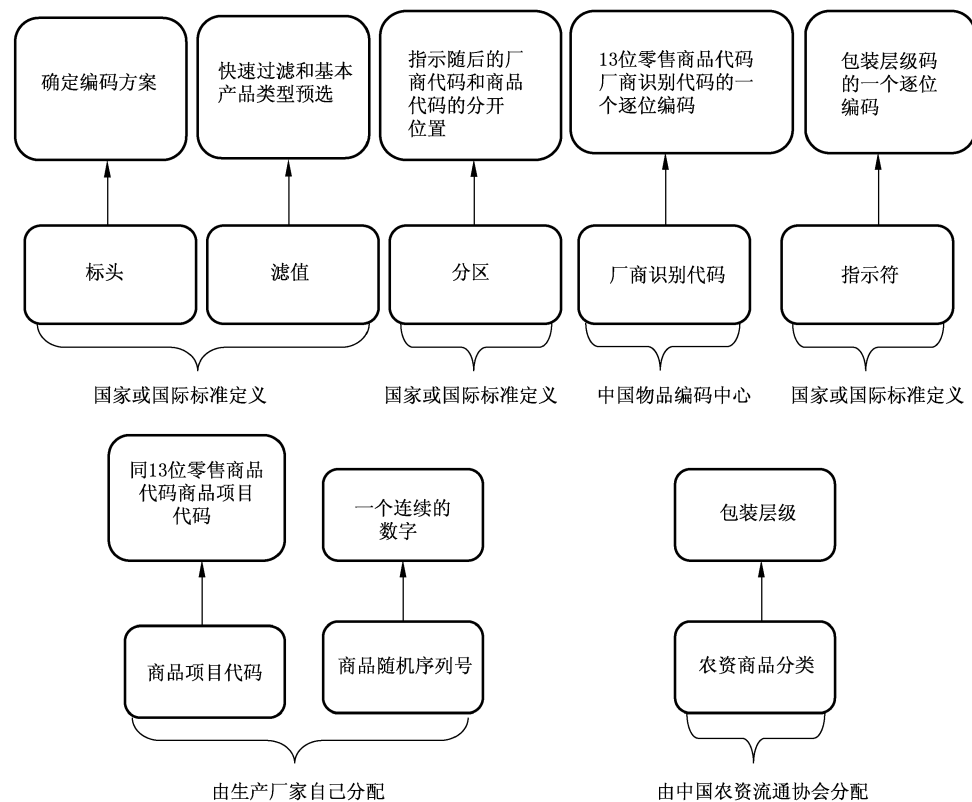 确定编码方案
快速过滤和基本
产品类型预选
指示随后的厂
商代码和商品
代码的分开
位置
13位零售商品代码
厂商识别代码的一
个逐位编码
包装层级码
的一个逐位
编码
标头
滤值
分区
厂商识别代码
指示符
国家或国际标准定义
国家或国际标准定义
中国物品编码中心
国家或国际标准定义
同13位零售商品
代码商品项目
代码
一个连续的
数字
包装层级
商品项目代码
商品随机序列号
农资商品分类
由生产厂家自己分配
由中国农资流通协会分配